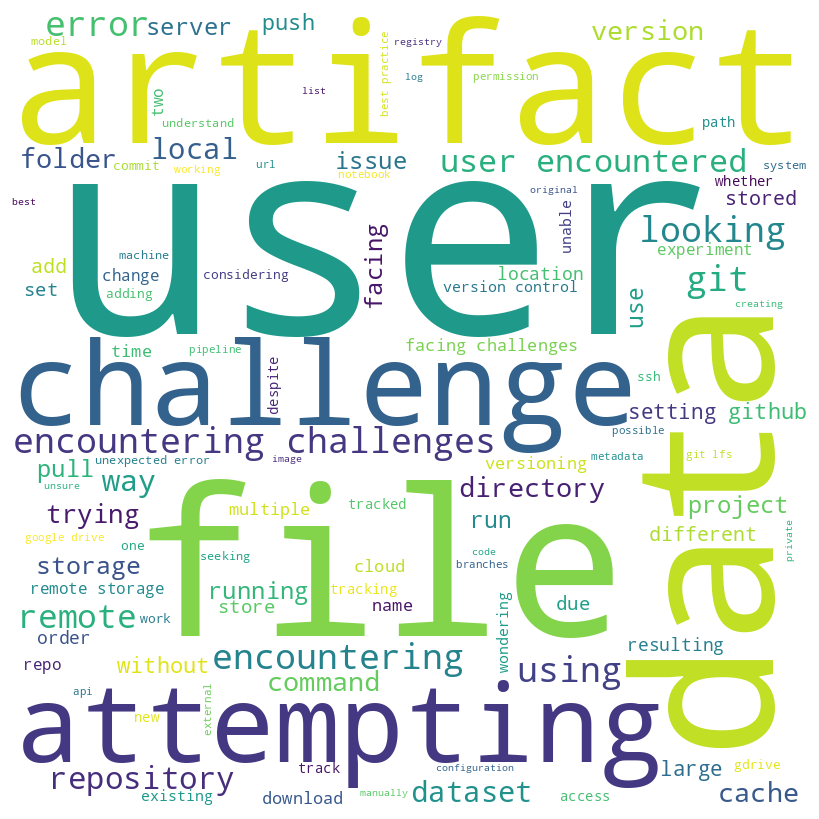 error
server
push
version
model
registry
artifact
best practice
log
permission
list
two
understand
path
folder
commit
local
working
url
issue
notebook
user encountered
system
whether
stored
best
user
original
unable
facing
looking
experiment
add
machine
change
considering
location
git
set
adding
version control
use
creating
time
pipeline
facing challenges
data
challenge
despite
ssh
setting
github
possible
encountering challenges
pull
unexpected error
image
versioning
metadata
git lfs
unsure
way
directory
project
trying
file
multiple
tracked
run
different
google drive
one
seeking
code
private
storage
cloud
branches
remote storage
running
tracking
store
name
due
remote
work
order
wondering
resulting
repo
without
encountering
using
command
attempting
api
new
external
repository
track
configuration
large
gdrive
existing
download
manually
dataset
access
cache